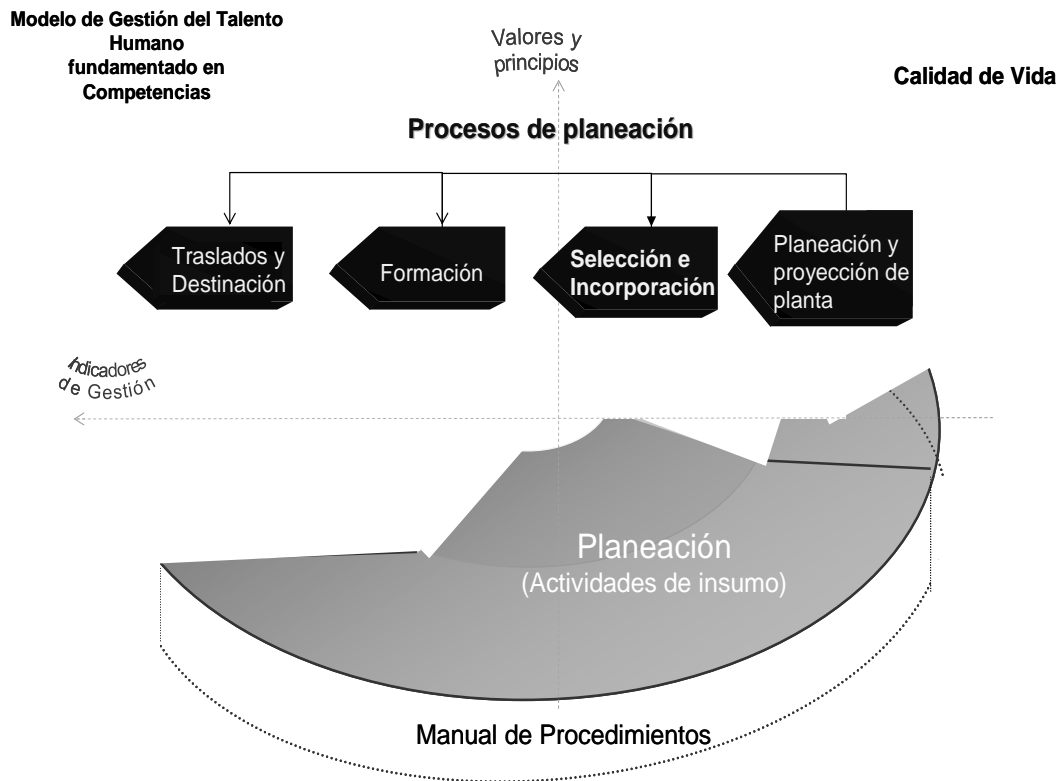 Modelo de Gestión del Talento
Humano
fundamentado en
Competencias
Valores y
principios
Calidad de Vida
Procesos de planeación
Traslados y
Destinación
Formación
Selección e
Incorporación
Planeación y
proyección de
planta
Indicadores
de Gestión
Planeación
(Actividades de insumo)
Manual de Procedimientos